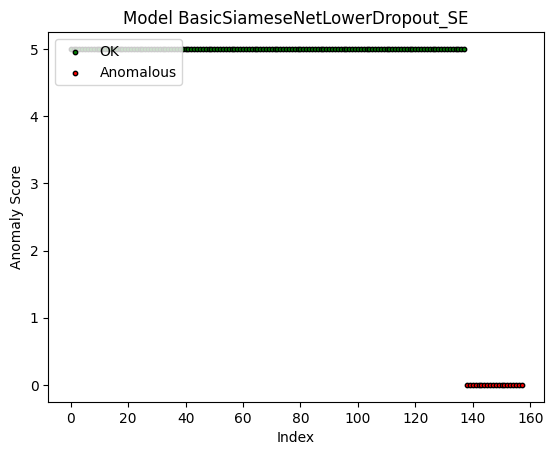 Model BasicSiameseNetLowerDropout_SE
OK
Anomalous
Anomaly Score
5
4
3
2
1
0
0 20 40 60 80 100 120 140 160
Index